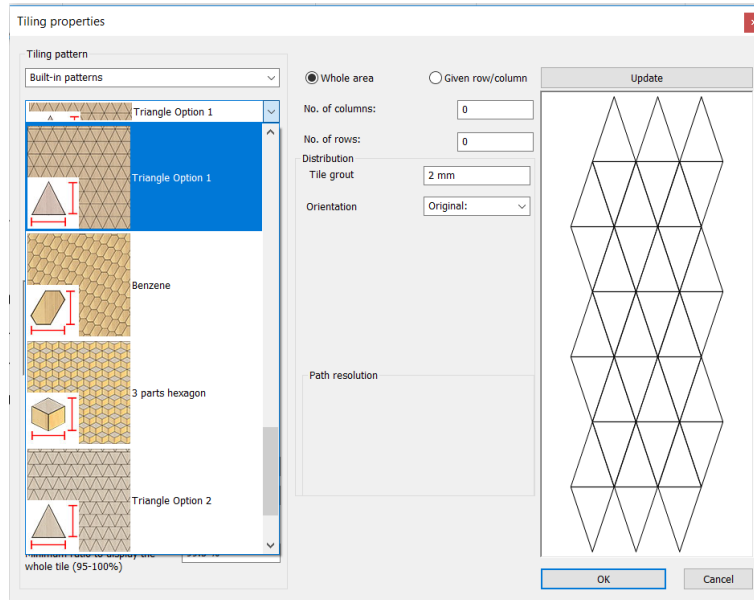 Tiling properties
Tiling pattern
Built-in patterns
Whole area
Given row/column
Update
Triangle Option 1
No. of columns:
0
No. of rows:
0
Triangle Option 1
Distribution
Tile grout
2 mm
Orientation
Original:
Benzene
Path resolution
3 parts hexagon
Triangle Option 2
whole tile (95-100%)
OK
Cancel